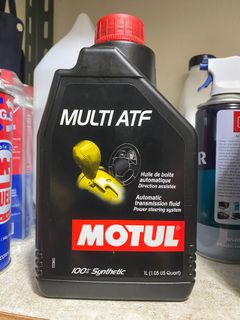 MULTI ATF
Huile de boîte
automatique
Direction assistée
Automatic
transmission fluid
Power steering system
MOTUL
100% Synthetic
1L (1.05 US Quart)